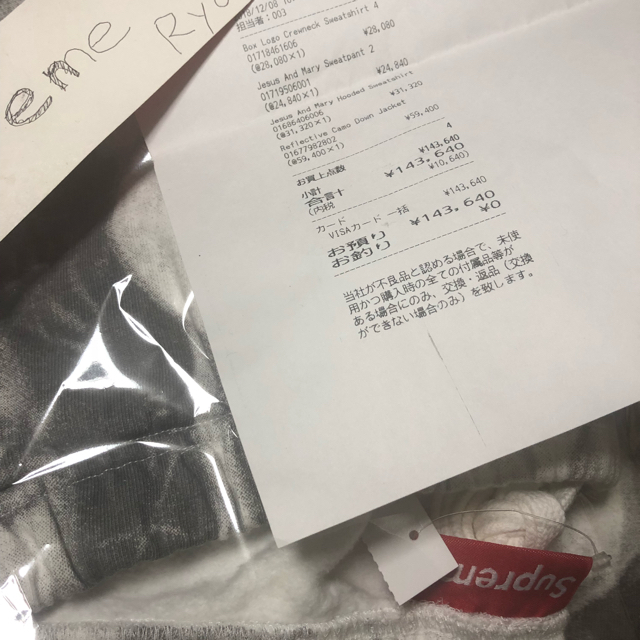 eme
Ryo
18/12/08
担当者:003
Box Logo Crewneck Sweatshirt 4
01718461606 ¥28,080
(@28,080×1)
Jesus And Mary Sweatpant 2
01719506001 ¥24,840
(@24,840×1)
Jesus And Mary Hooded Sweatshirt
01686406006 ¥31,320
(@31,320×1)
Reflective Camo Down Jacket
01677982802 ¥59,400
(@59,400×1)
お買上点数 4
小計 ¥143,640
合計 ¥143,640
(内税 ¥10,640)
カード ¥143,640
VISAカード 一括
お預り ¥143,640
お釣り ¥0
当社が不良品と認める場合で、未使
用かつ購入時の全ての付属品等が
ある場合にのみ、交換・返品(交換
ができない場合のみ)を致します。
Suprem